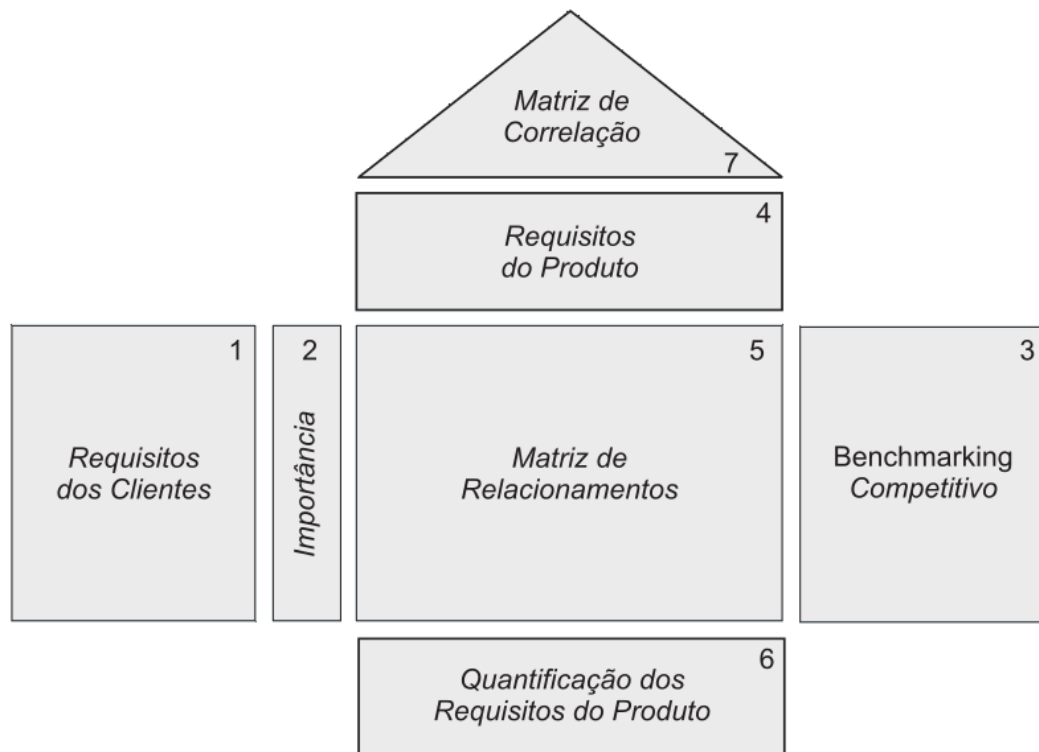 Matriz de
Correlação
7
4
Requisitos
do Produto
1
Requisitos
dos Clientes
2
Importância
5
Matriz de
Relacionamentos
3
Benchmarking
Competitivo
6
Quantificação dos
Requisitos do Produto